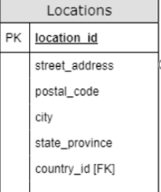 Locations
PK location_id
street_address
postal_code
city
state_province
country_id [FK]